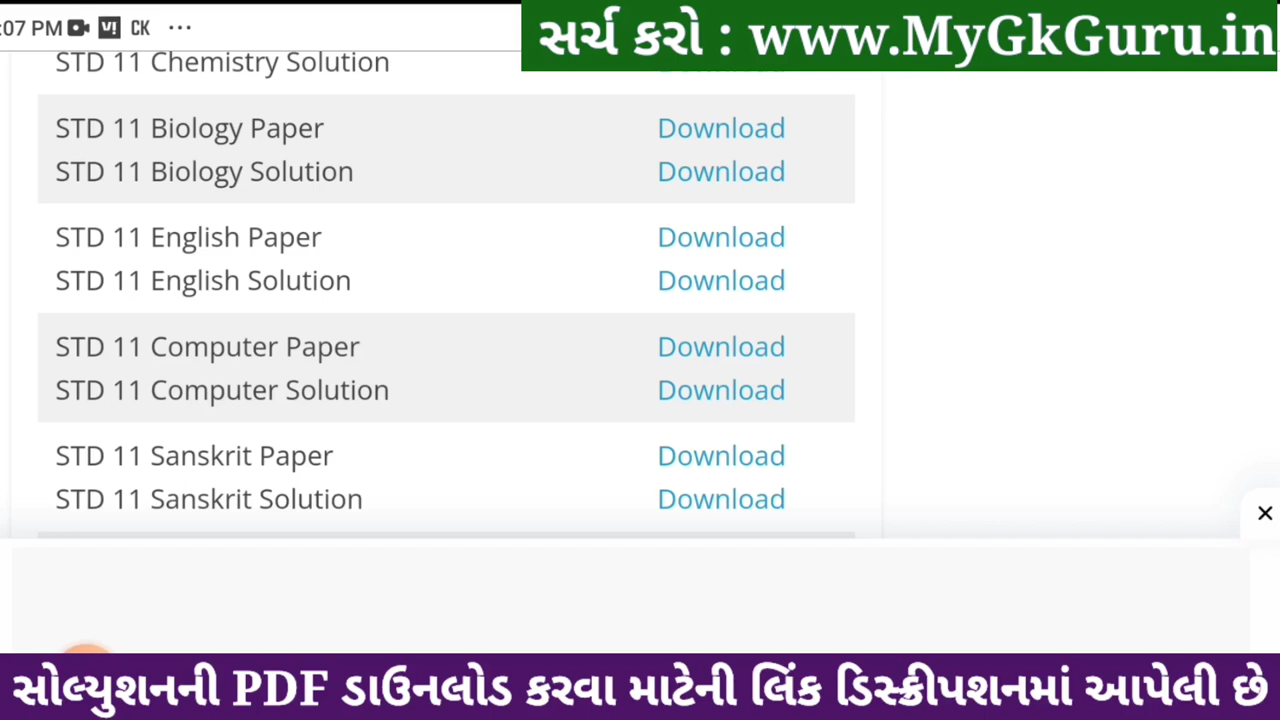 :07 PM V! CK ...
સર્ચ કરો : www.MyGkGuru.in
STD 11 Chemistry Solution
STD 11 Biology Paper Download
STD 11 Biology Solution Download
STD 11 English Paper Download
STD 11 English Solution Download
STD 11 Computer Paper Download
STD 11 Computer Solution Download
STD 11 Sanskrit Paper Download
STD 11 Sanskrit Solution Download
સોલ્યુશનની PDF ડાઉનલોડ કરવા માટેની લિંક ડિસ્ક્રીપશનમાં આપેલી છે